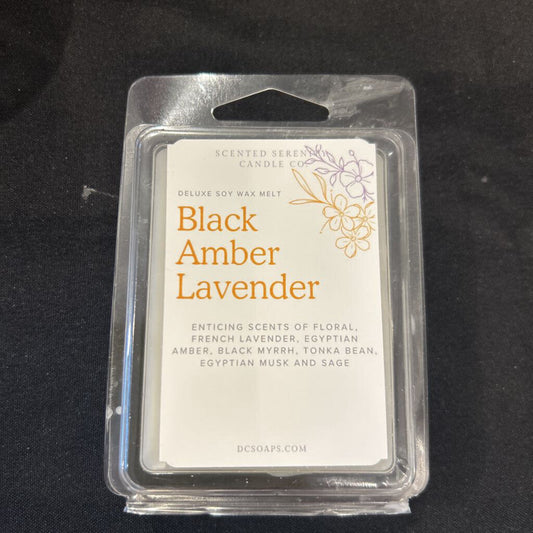 SCENTED SERENITY
CANDLE CO.
DELUXE SOY WAX MELT
Black
Amber
Lavender
ENTICING SCENTS OF FLORAL,
FRENCH LAVENDER, EGYPTIAN
AMBER, BLACK MYRRH, TONKA BEAN,
EGYPTIAN MUSK AND SAGE
DCSOAPS.COM